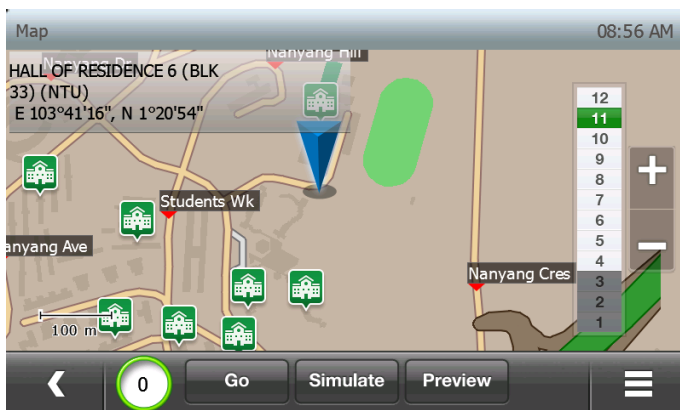 Map
08:56 AM
Nanyang Dr
Nanyang Hill
HALL OF RESIDENCE 6 (BLK
33) (NTU)
E 103°41'16", N 1°20'54"
12
11
10
9
8
7
6
5
4
3
2
1
+
−
Students Wk
anyang Ave
Nanyang Cres
100 m
0
Go
Simulate
Preview